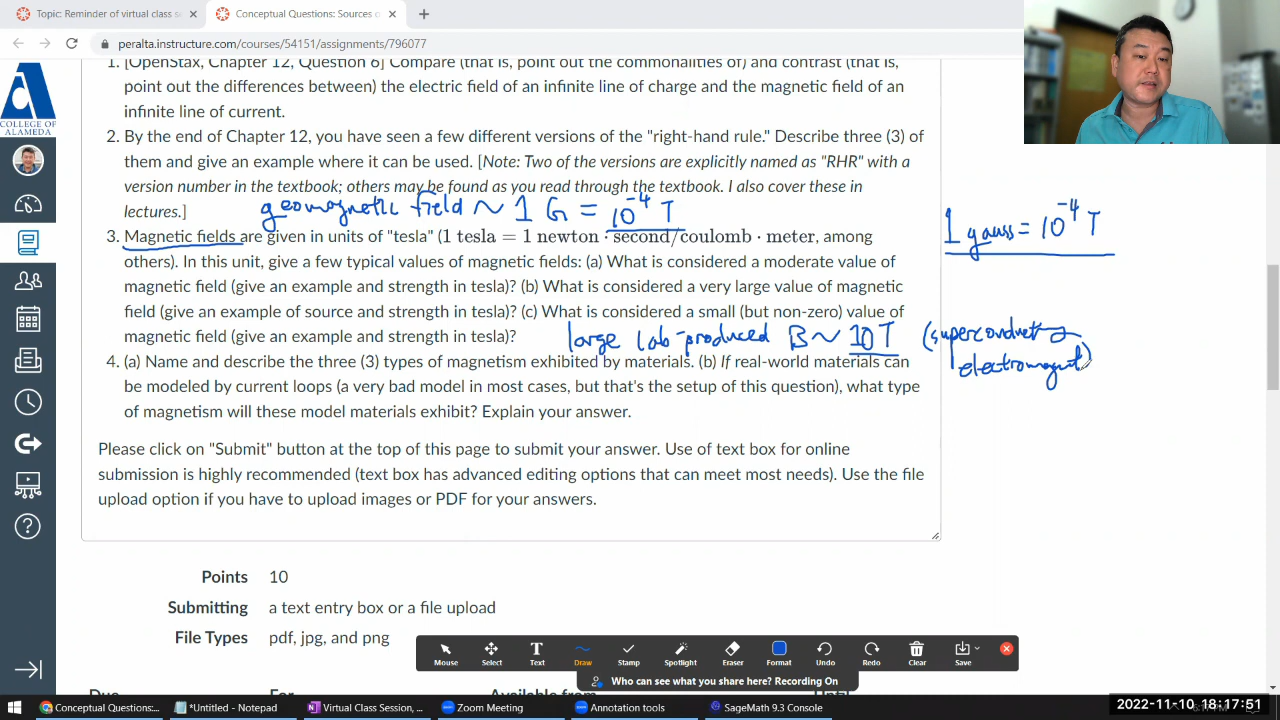 Topic: Reminder of virtual class s
Conceptual Questions: Sources o
peralta.instructure.com/courses/54151/assignments/796077
COLLEGE OF
ALAMEDA
1. [OpenStax, Chapter 12, Question 6] Compare (that is, point out the commonalities of) and contrast (that is,
point out the differences between) the electric field of an infinite line of charge and the magnetic field of an
infinite line of current.
2. By the end of Chapter 12, you have seen a few different versions of the "right-hand rule." Describe three (3) of
them and give an example where it can be used. [Note: Two of the versions are explicitly named as "RHR" with a
version number in the textbook; others may be found as you read through the textbook. I also cover these in
lectures.]
geomagnetic field ~ 1 G = 10⁻⁴ T
1 gauss = 10⁻⁴ T
3. Magnetic fields are given in units of "tesla" (1 tesla = 1 newton · second/coulomb · meter, among
others). In this unit, give a few typical values of magnetic fields: (a) What is considered a moderate value of
magnetic field (give an example and strength in tesla)? (b) What is considered a very large value of magnetic
field (give an example of source and strength in tesla)? (c) What is considered a small (but non-zero) value of
magnetic field (give an example and strength in tesla)?
large lab-produced B ~ 10 T (superconducting
electromagnet)
4. (a) Name and describe the three (3) types of magnetism exhibited by materials. (b) If real-world materials can
be modeled by current loops (a very bad model in most cases, but that's the setup of this question), what type
of magnetism will these model materials exhibit? Explain your answer.
Please click on "Submit" button at the top of this page to submit your answer. Use of text box for online
submission is highly recommended (text box has advanced editing options that can meet most needs). Use the file
upload option if you have to upload images or PDF for your answers.
Points 10
Submitting a text entry box or a file upload
File Types pdf, jpg, and png
Mouse Select Text Draw Stamp Spotlight Eraser Format Undo Redo Clear Save
Who can see what you share here? Recording On
Due For Available from Until
Conceptual Questions:... *Untitled - Notepad Virtual Class Session, ... Zoom Meeting Annotation tools SageMath 9.3 Console
2022-11-10 18:17:51